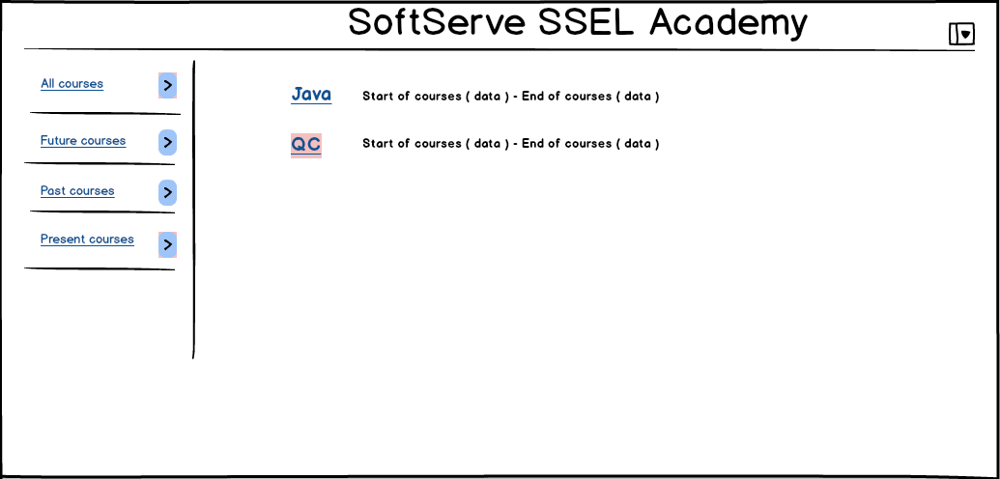 SoftServe SSEL Academy
All courses
Future courses
Past courses
Present courses
Java Start of courses ( data ) - End of courses ( data )
QC Start of courses ( data ) - End of courses ( data )